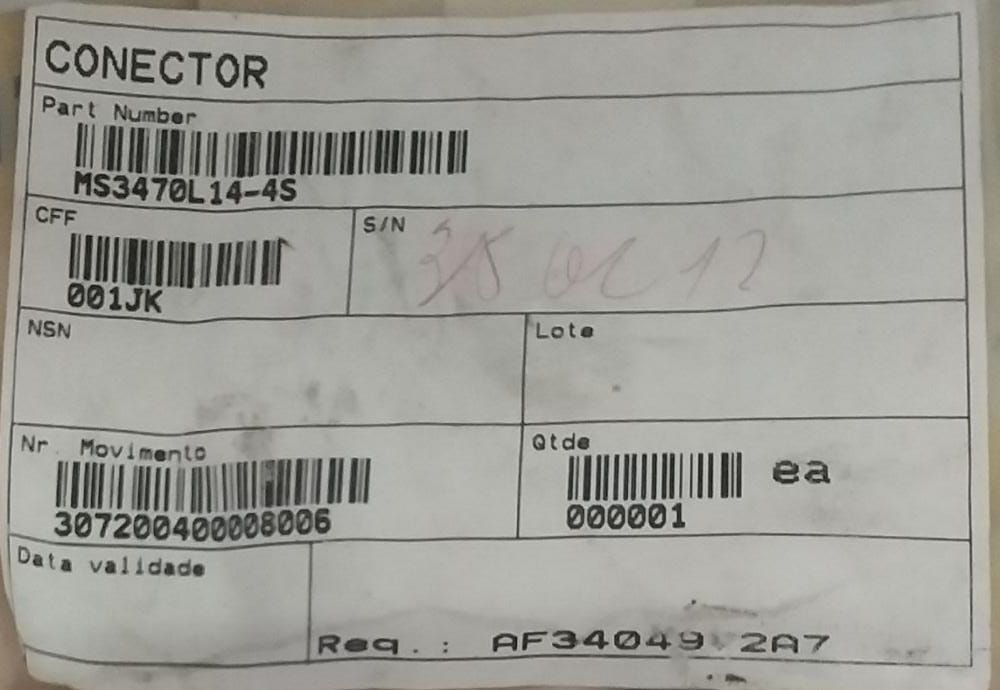 CONECTOR
Part Number
MS3470L14-4S
CFF
001JK
S/N
NSN
Lote
Nr. Movimento
307200400008006
Qtde
ea
000001
Data validade
Req.: AF34049 2A7